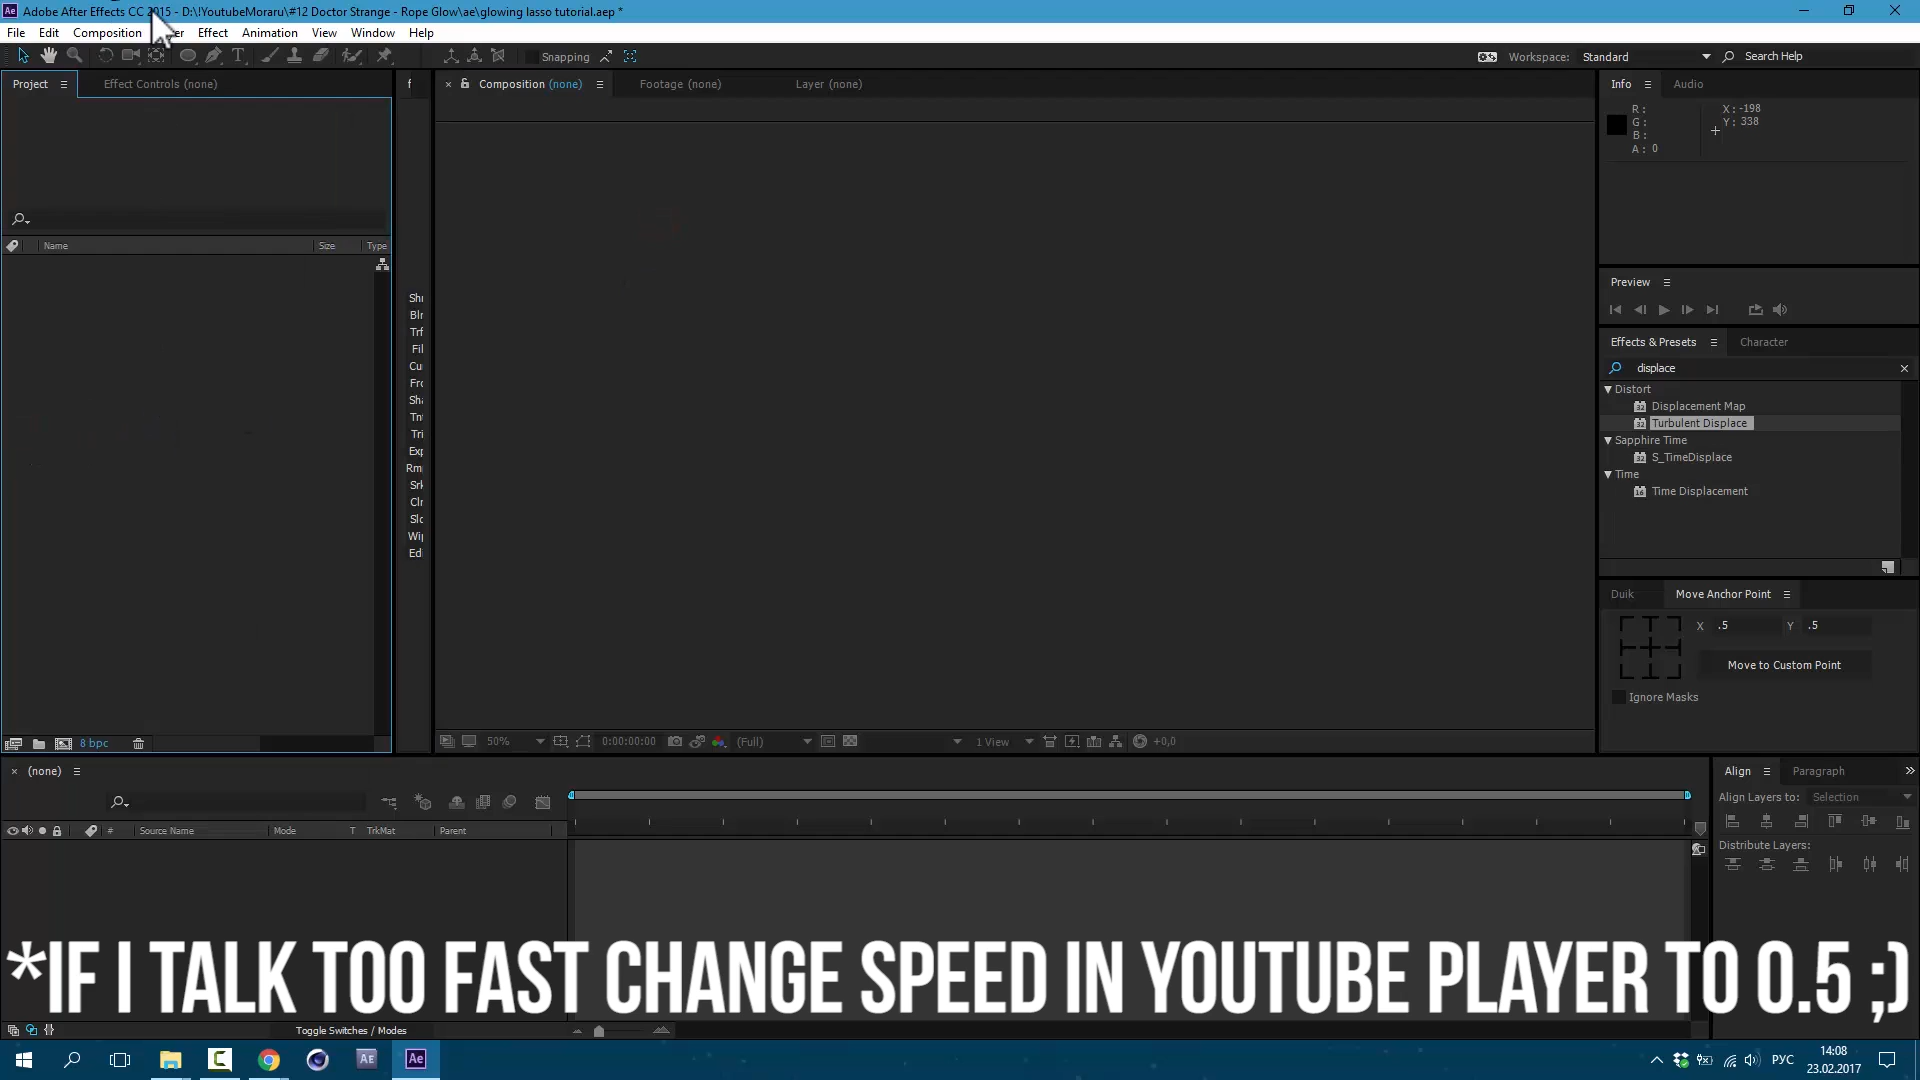 Adobe After Effects CC 2015 - D:\!YoutubeMoraru\#12 Doctor Strange - Rope Glow\ae\glowing lasso tutorial.aep *
File Edit Composition Effect Animation View Window Help
Snapping
Workspace: Standard
Search Help
Project
Effect Controls (none)
Composition (none)
Footage (none)
Layer (none)
Info
Audio
R :
G :
B :
A : 0
X : -198
Y : 338
Name
Size
Type
Preview
Effects & Presets
Character
displace
Distort
Displacement Map
Turbulent Displace
Sapphire Time
S_TimeDisplace
Time
Time Displacement
Duik
Move Anchor Point
X .5
Y .5
Move to Custom Point
Ignore Masks
8 bpc
50%
0:00:00:00
(Full)
1 View
+0,0
(none)
# Source Name
Mode
T TrkMat
Parent
Align
Paragraph
Align Layers to: Selection
Distribute Layers:
*IF I TALK TOO FAST CHANGE SPEED IN YOUTUBE PLAYER TO 0.5 ;)
Toggle Switches / Modes
РУС
14:08
23.02.2017